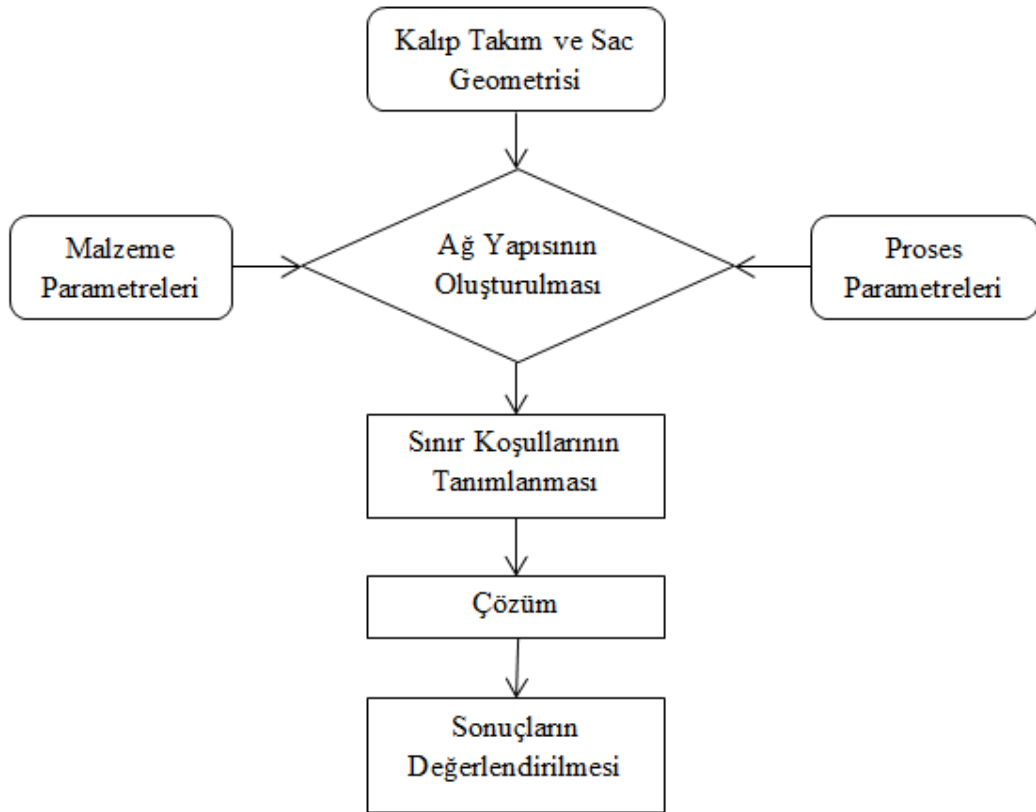 Kalıp Takım ve Sac
Geometrisi
Malzeme
Parametreleri
Ağ Yapısının
Oluşturulması
Proses
Parametreleri
Sınır Koşullarının
Tanımlanması
Çözüm
Sonuçların
Değerlendirilmesi